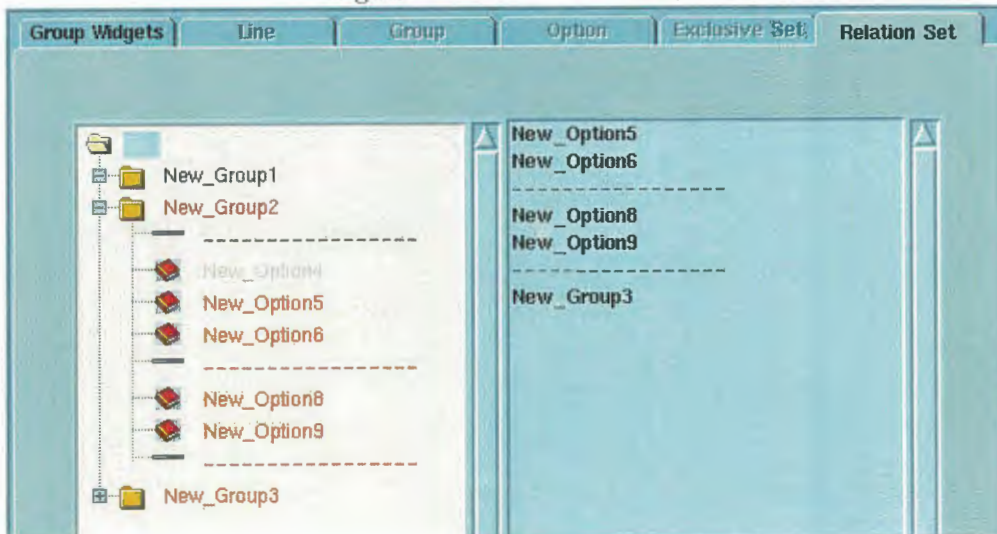 Group Widgets Line Group Option Exclusive Set Relation Set
New_Group1
New_Group2
New_Option4
New_Option5
New_Option6
New_Option8
New_Option9
New_Group3
New_Option5
New_Option6
New_Option8
New_Option9
New_Group3